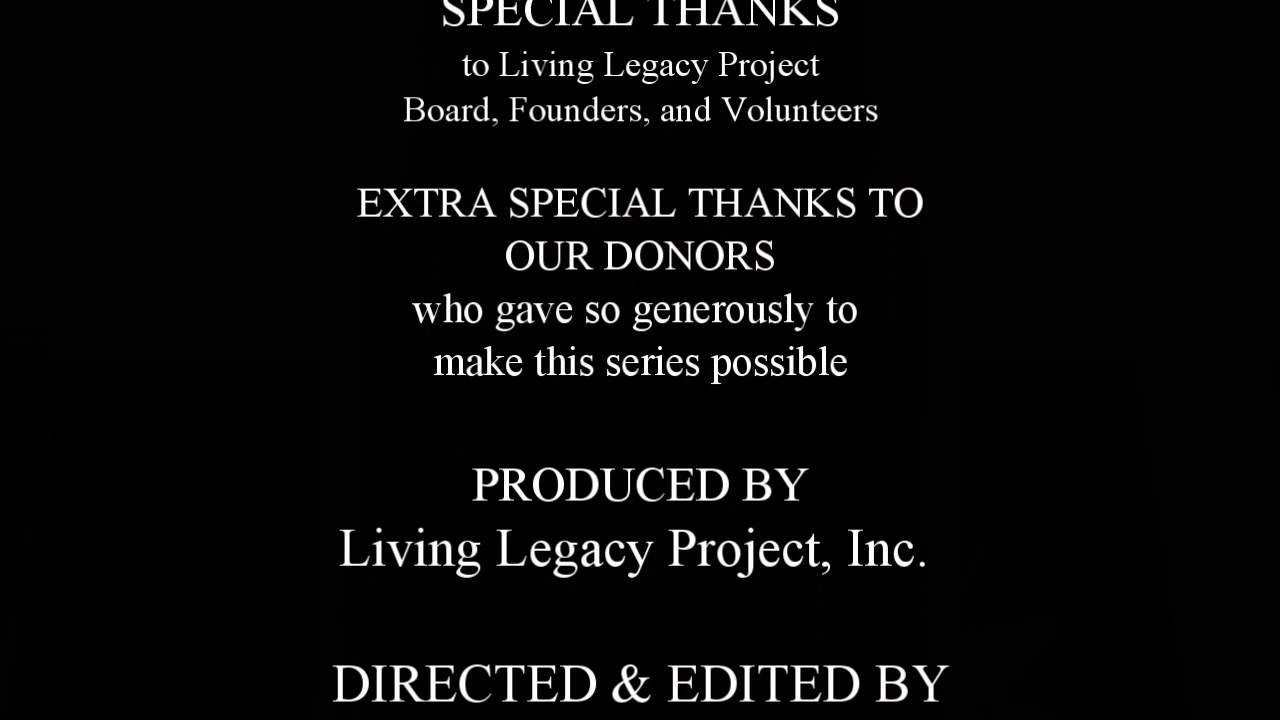 SPECIAL THANKS
to Living Legacy Project
Board, Founders, and Volunteers
EXTRA SPECIAL THANKS TO
OUR DONORS
who gave so generously to
make this series possible
PRODUCED BY
Living Legacy Project, Inc.
DIRECTED & EDITED BY